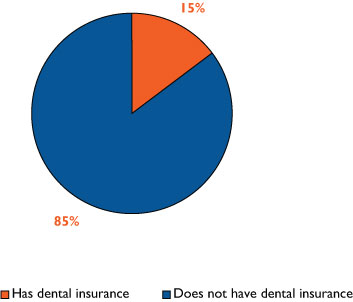 15%
85%
Has dental insurance
Does not have dental insurance